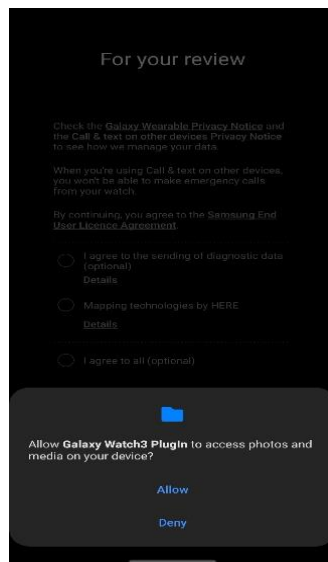 For your review
Check the Galaxy Wearable Privacy Notice and
the Call & text on other devices Privacy Notice
to see how we manage your data.
When you're using Call & text on other devices,
you won't be able to make emergency calls
from your watch.
By continuing, you agree to the Samsung End
User Licence Agreement.
I agree to the sending of diagnostic data
(optional)
Details
Mapping technologies by HERE
Details
I agree to all (optional)
Allow Galaxy Watch3 Plugin to access photos and
media on your device?
Allow
Deny